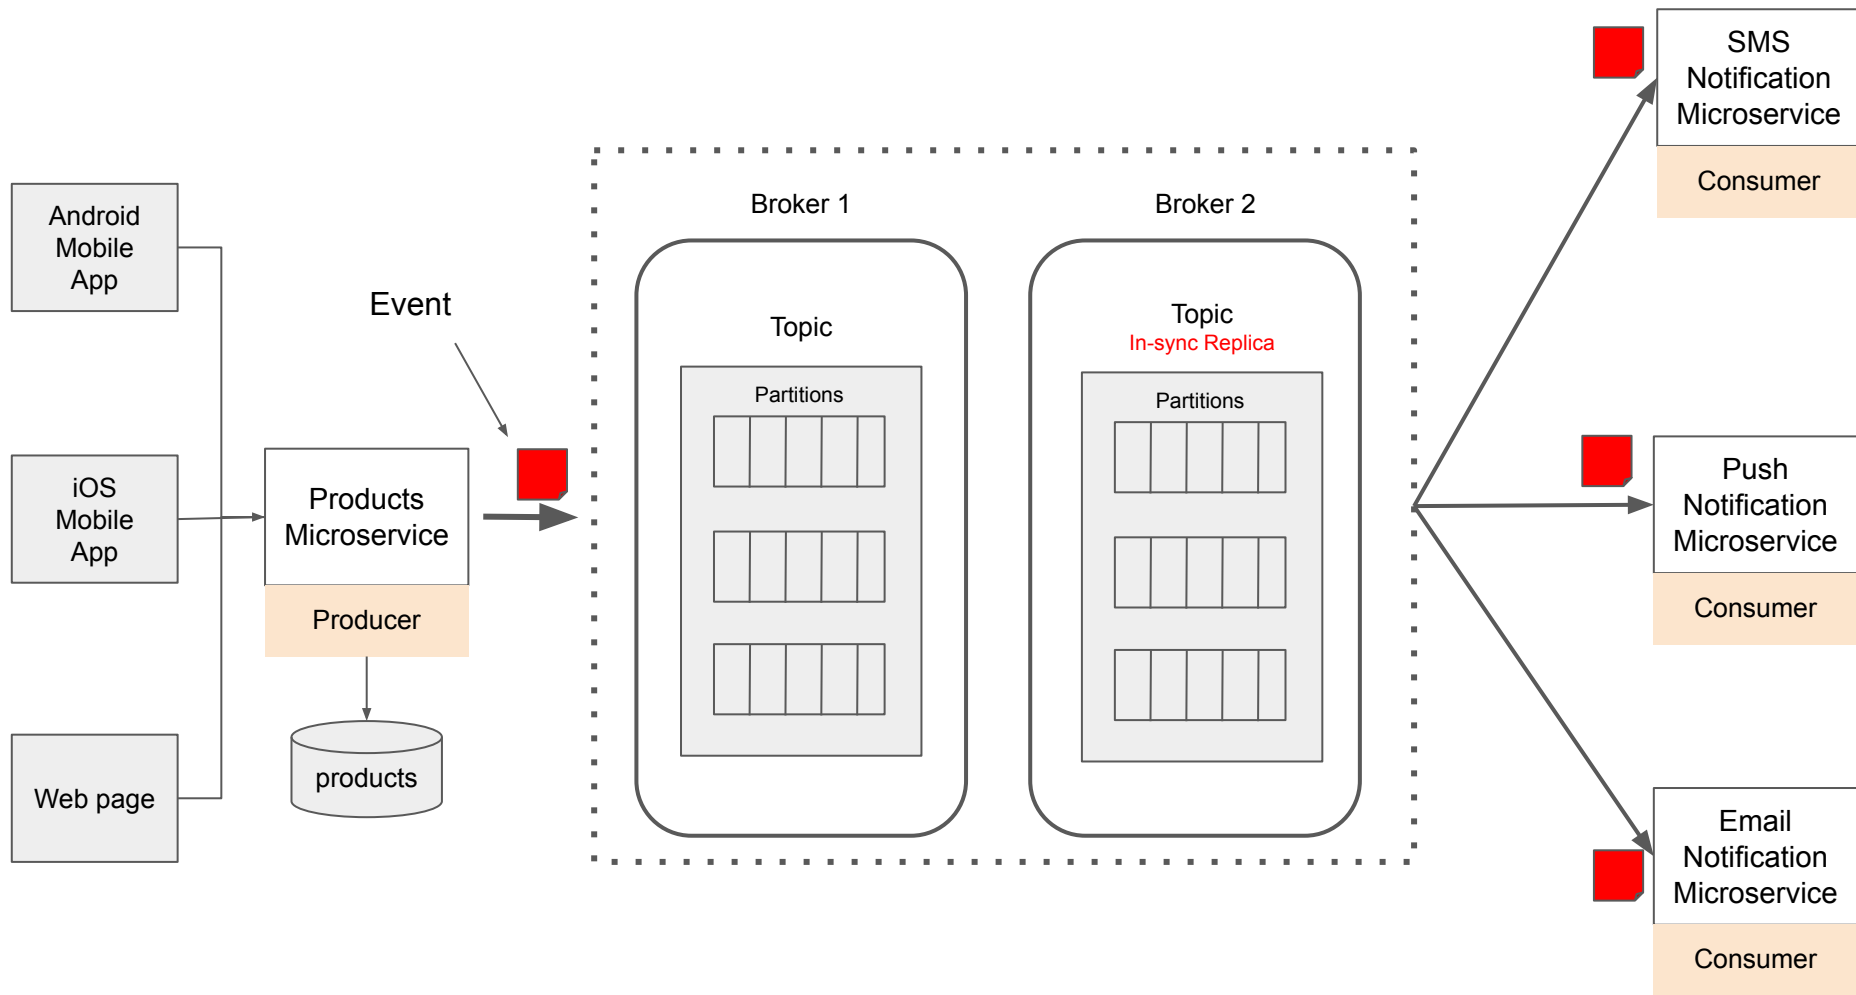 Android
Mobile
App
iOS
Mobile
App
Web page
Event
Products
Microservice
Producer
products
Broker 1
Topic
Partitions
Broker 2
Topic
In-sync Replica
Partitions
SMS
Notification
Microservice
Consumer
Push
Notification
Microservice
Consumer
Email
Notification
Microservice
Consumer